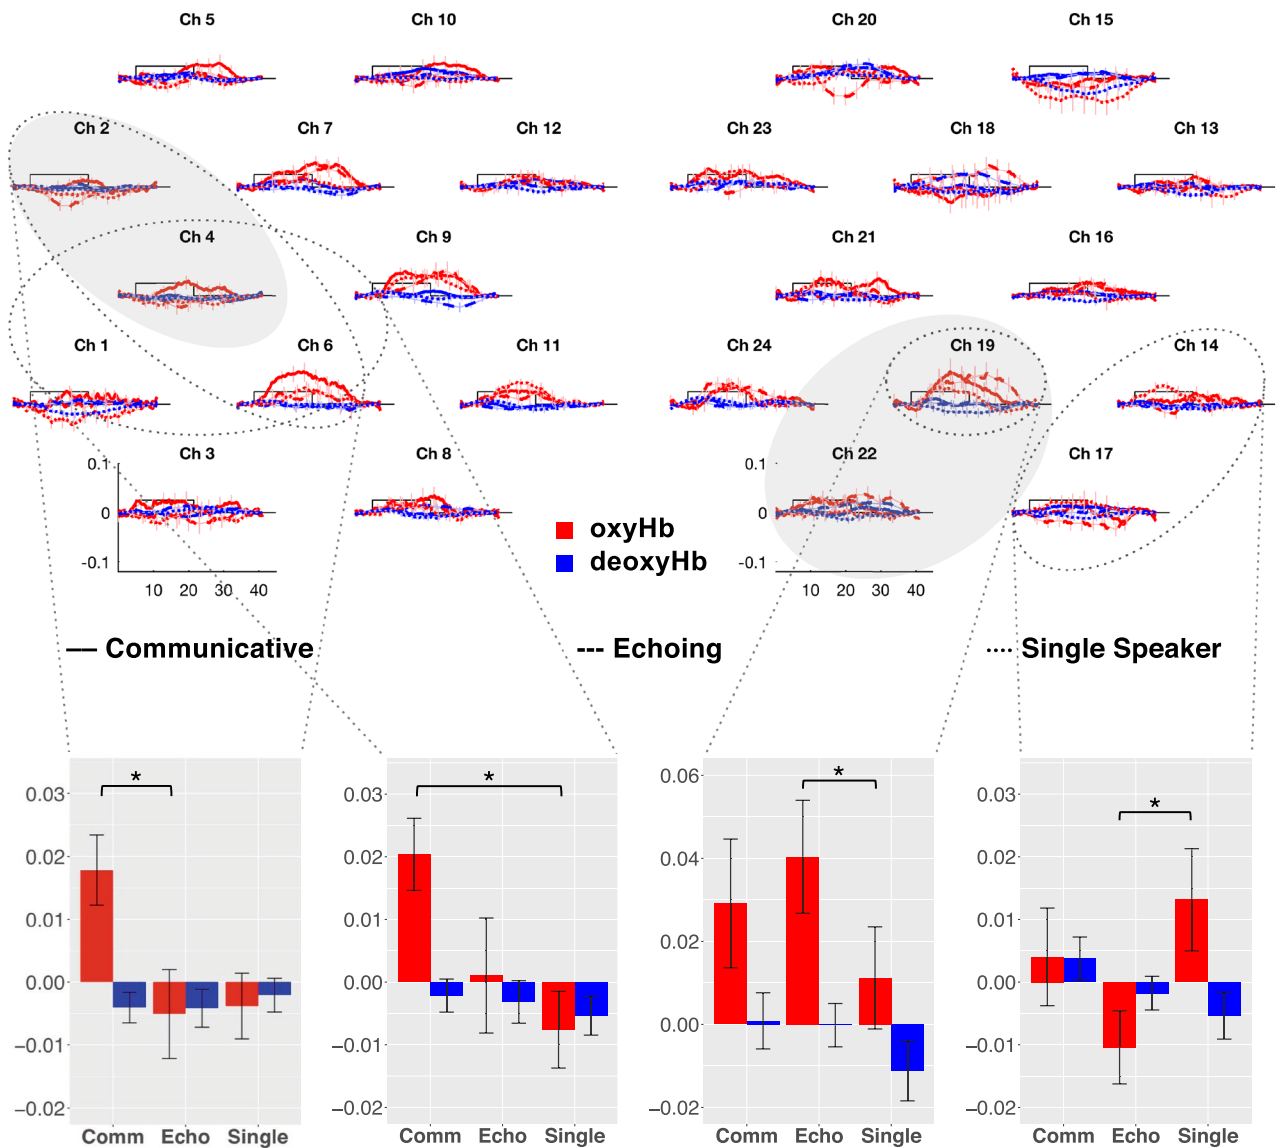 Ch 5 Ch 10 Ch 20 Ch 15
Ch 2 Ch 7 Ch 12 Ch 23 Ch 18 Ch 13
Ch 4 Ch 9 Ch 21 Ch 16
Ch 1 Ch 6 Ch 11 Ch 24 Ch 19 Ch 14
Ch 3 Ch 8 Ch 22 Ch 17
0.1 0.1
0 0
-0.1 -0.1
10 20 30 40 10 20 30 40
oxyHb
deoxyHb
— Communicative --- Echoing .... Single Speaker
* * * *
0.03
0.02
0.01
0.00
−0.01
−0.02
Comm Echo Single
0.03
0.02
0.01
0.00
−0.01
−0.02
Comm Echo Single
0.06
0.04
0.02
0.00
−0.02
Comm Echo Single
0.03
0.02
0.01
0.00
−0.01
−0.02
Comm Echo Single